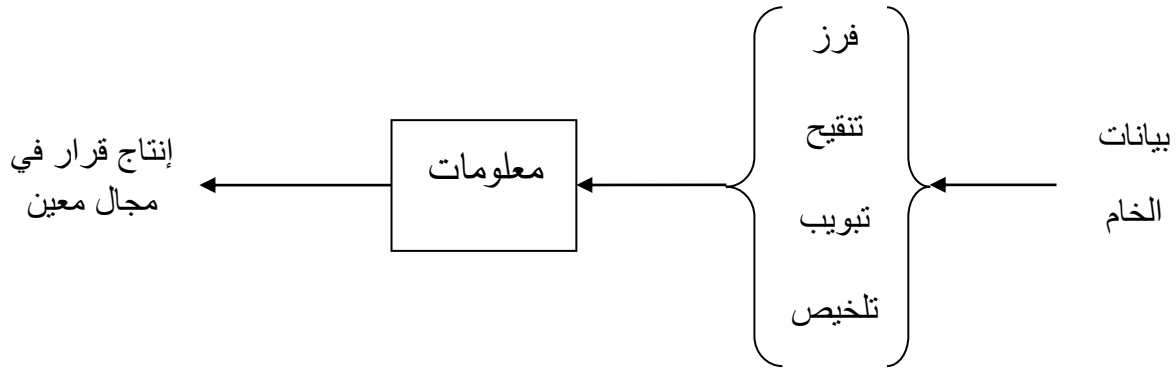 بيانات
الخام
فرز
تنقيح
تبويب
تلخيص
معلومات
إنتاج قرار في
مجال معين